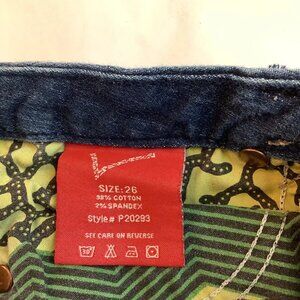 SIZE:26
98% COTTON
2% SPANDEX
Style# P20293
SEE CARE ON REVERSE